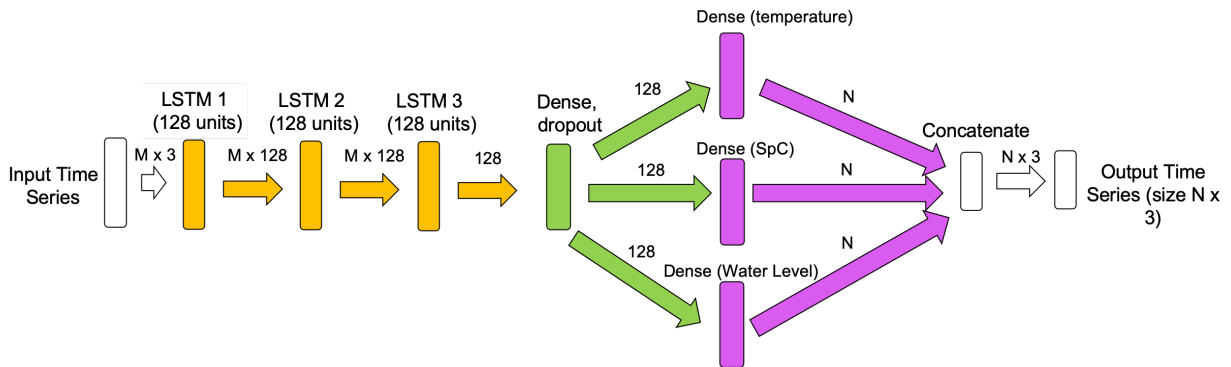 Input Time
Series
M x 3
LSTM 1
(128 units)
M x 128
LSTM 2
(128 units)
M x 128
LSTM 3
(128 units)
128
Dense,
dropout
128
128
128
Dense (temperature)
Dense (SpC)
Dense (Water Level)
N
N
N
Concatenate
N x 3
Output Time
Series (size N x
3)